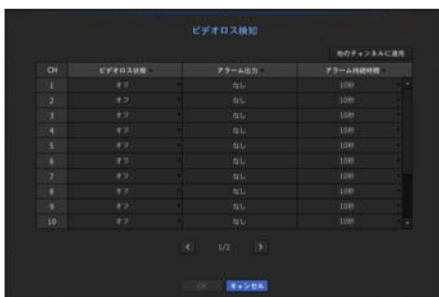 ビデオロス検知
他のチャンネルに適用
CH ビデオロス状態 アラーム出力 アラーム持続時間
1 オフ なし 10秒
2 オフ なし 10秒
3 オフ なし 10秒
4 オフ なし 10秒
5 オフ なし 10秒
6 オフ なし 10秒
7 オフ なし 10秒
8 オフ なし 10秒
9 オフ なし 10秒
10 オフ なし 10秒
< 1/2 >
OK キャンセル